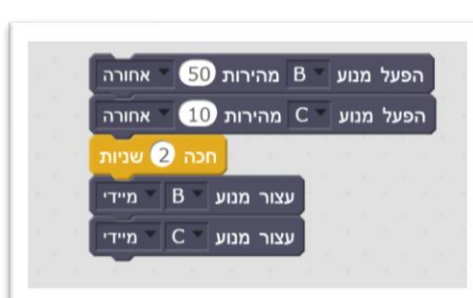 הפעל מנוע B מהירות 50 אחורה
הפעל מנוע C מהירות 10 אחורה
חכה 2 שניות
עצור מנוע B מיידי
עצור מנוע C מיידי